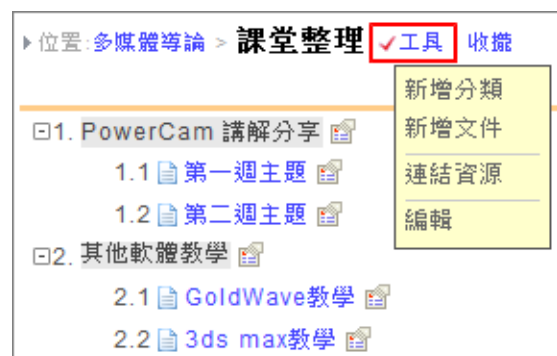 位置:多媒體導論 > 課堂整理 工具 收攏
新增分類
新增文件
連結資源
編輯
1. PowerCam 講解分享
1.1 第一週主題
1.2 第二週主題
2. 其他軟體教學
2.1 GoldWave教學
2.2 3ds max教學